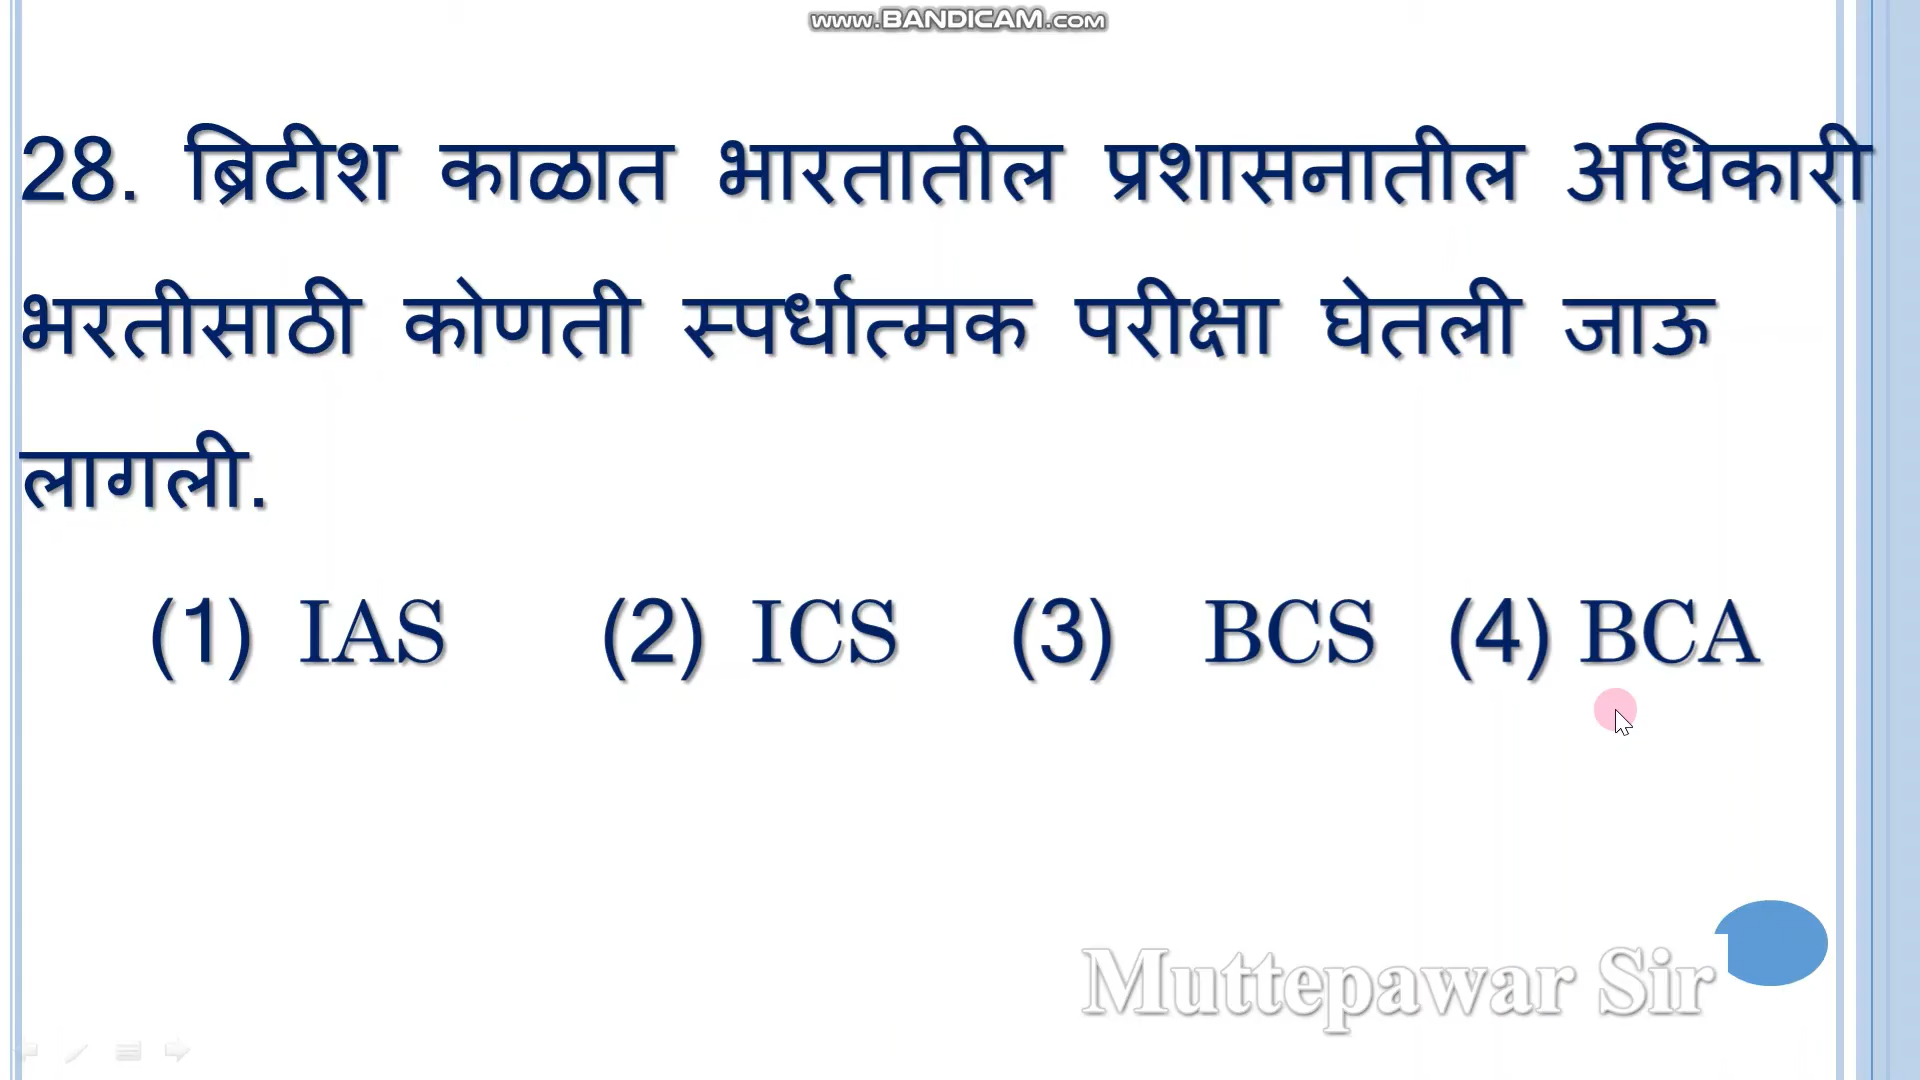 www.BANDICAM.com
28. ब्रिटीश काळात भारतातील प्रशासनातील अधिकारी
भरतीसाठी कोणती स्पर्धात्मक परीक्षा घेतली जाऊ
लागली.
(1) IAS (2) ICS (3) BCS (4) BCA
Muttepawar Sir